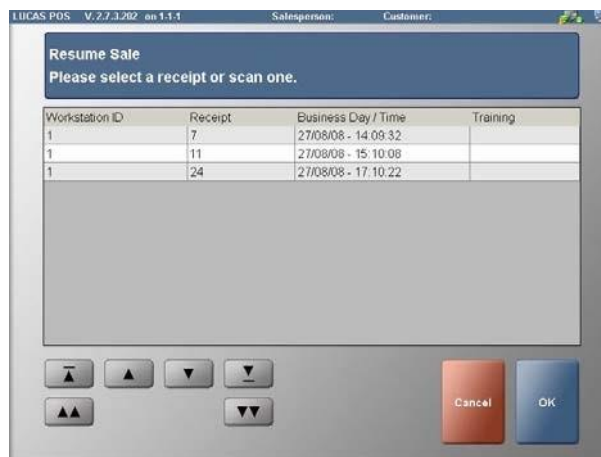 LUCAS POS V. 2.7.3.202 on 1-1-1 Salesperson: Customer:
Resume Sale
Please select a receipt or scan one.
Workstation ID Receipt Business Day / Time Training
1 7 27/08/08 - 14:09:32
1 11 27/08/08 - 15:10:08
1 24 27/08/08 - 17:10:22
Cancel OK